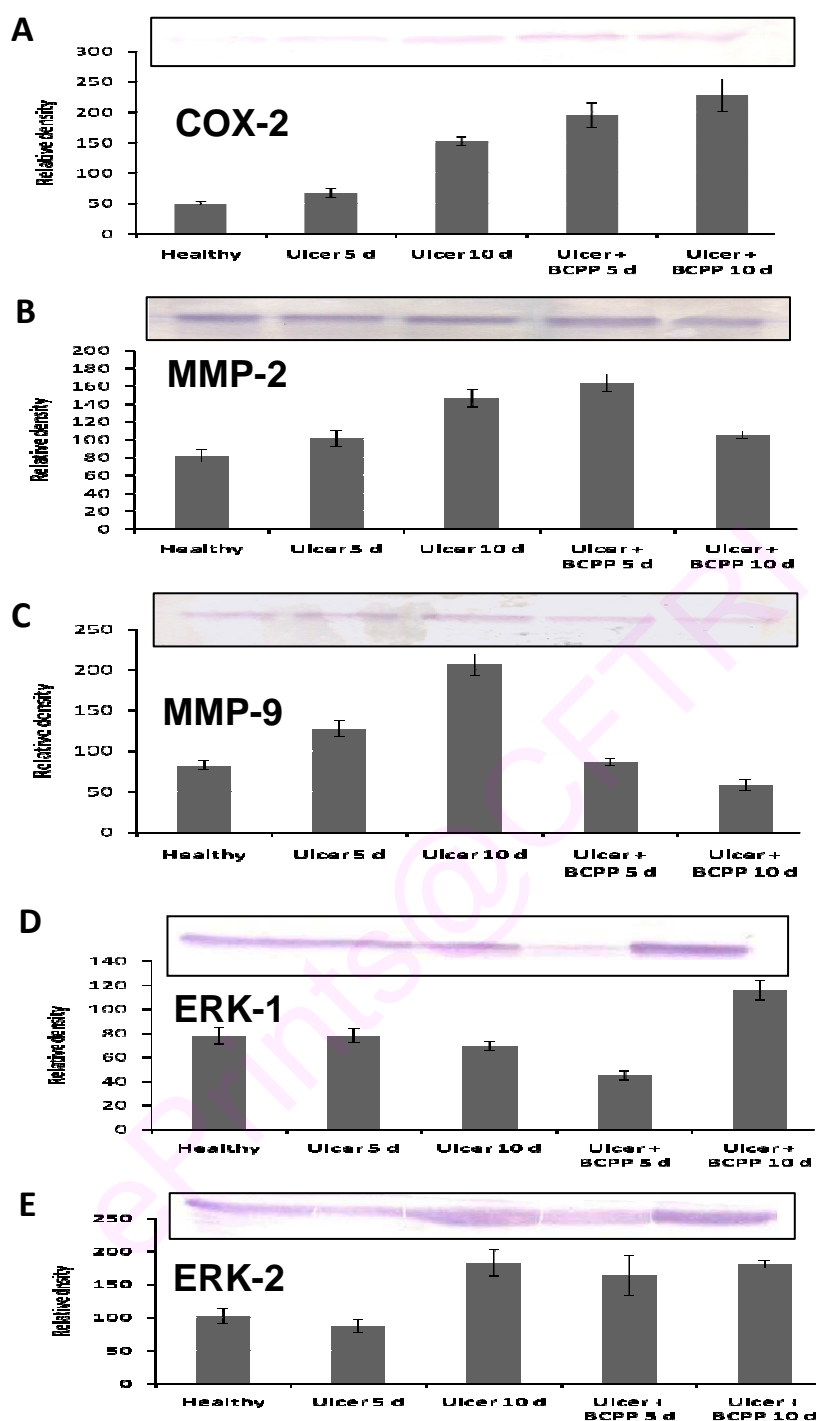 A
300
250
200
150
100
50
0
Relative density
COX-2
Healthy Ulcer 5 d Ulcer 10 d Ulcer + BCPP 5 d Ulcer + BCPP 10 d
B
200
180
160
140
120
100
80
60
40
20
0
Relative density
MMP-2
Healthy Ulcer 5 d Ulcer 10 d Ulcer + BCPP 5 d Ulcer + BCPP 10 d
C
250
200
150
100
50
0
Relative density
MMP-9
Healthy Ulcer 5 d Ulcer 10 d Ulcer + BCPP 5 d Ulcer + BCPP 10 d
D
140
120
100
80
60
40
20
0
Relative density
ERK-1
Healthy Ulcer 5 d Ulcer 10 d Ulcer + BCPP 5 d Ulcer + BCPP 10 d
E
250
200
150
100
50
0
Relative density
ERK-2
Healthy Ulcer 5 d Ulcer 10 d Ulcer + BCPP 5 d Ulcer + BCPP 10 d
ePrints@CFTRI